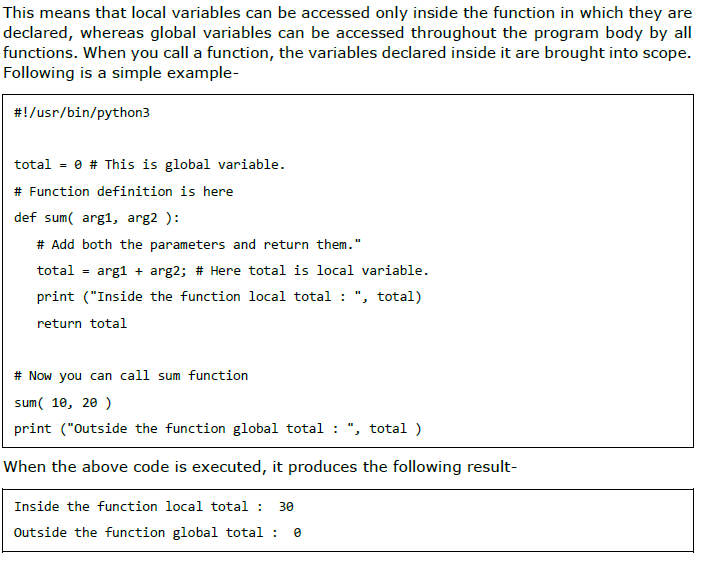 This means that local variables can be accessed only inside the function in which they are
declared, whereas global variables can be accessed throughout the program body by all
functions. When you call a function, the variables declared inside it are brought into scope.
Following is a simple example-
#!/usr/bin/python3
total = 0 # This is global variable.
# Function definition is here
def sum( arg1, arg2 ):
   # Add both the parameters and return them."
   total = arg1 + arg2; # Here total is local variable.
   print ("Inside the function local total : ", total)
   return total
# Now you can call sum function
sum( 10, 20 )
print ("Outside the function global total : ", total )
When the above code is executed, it produces the following result-
Inside the function local total :  30
Outside the function global total :  0